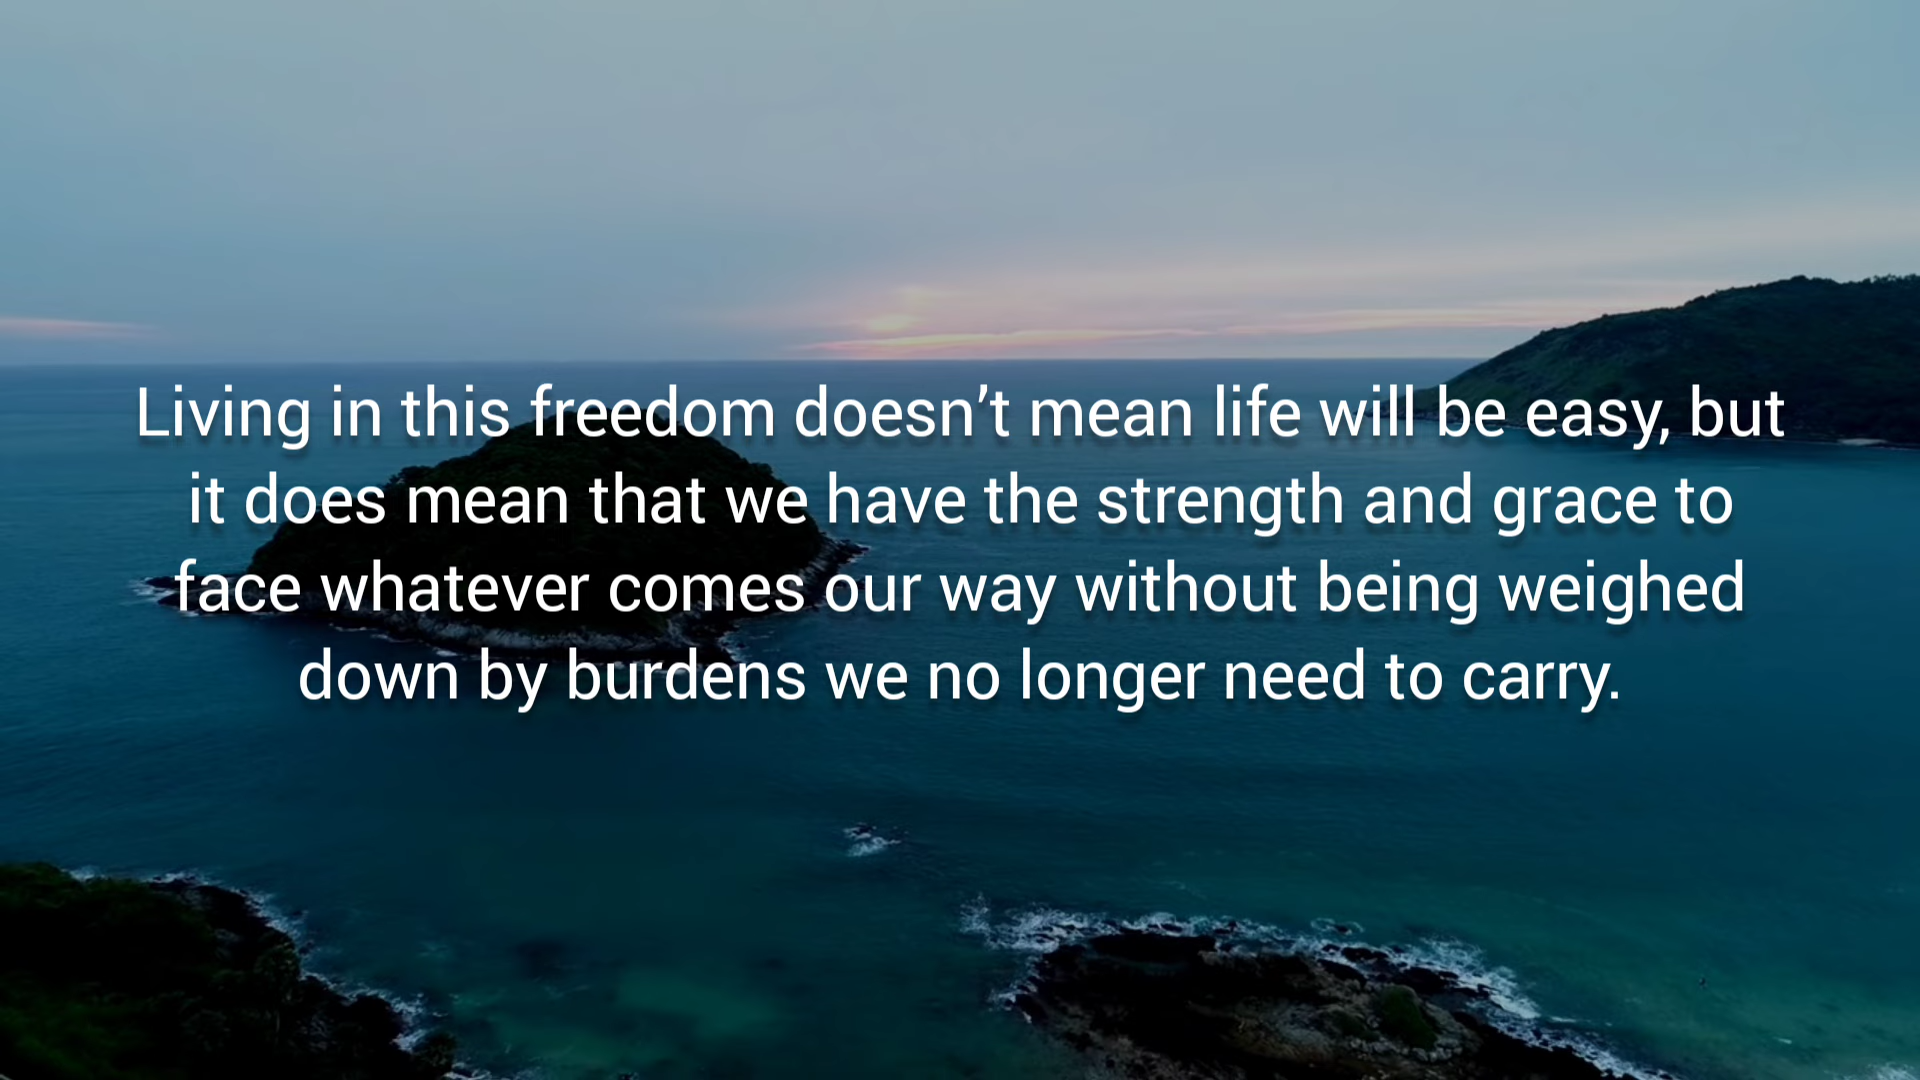 Living in this freedom doesn’t mean life will be easy, but
it does mean that we have the strength and grace to
face whatever comes our way without being weighed
down by burdens we no longer need to carry.